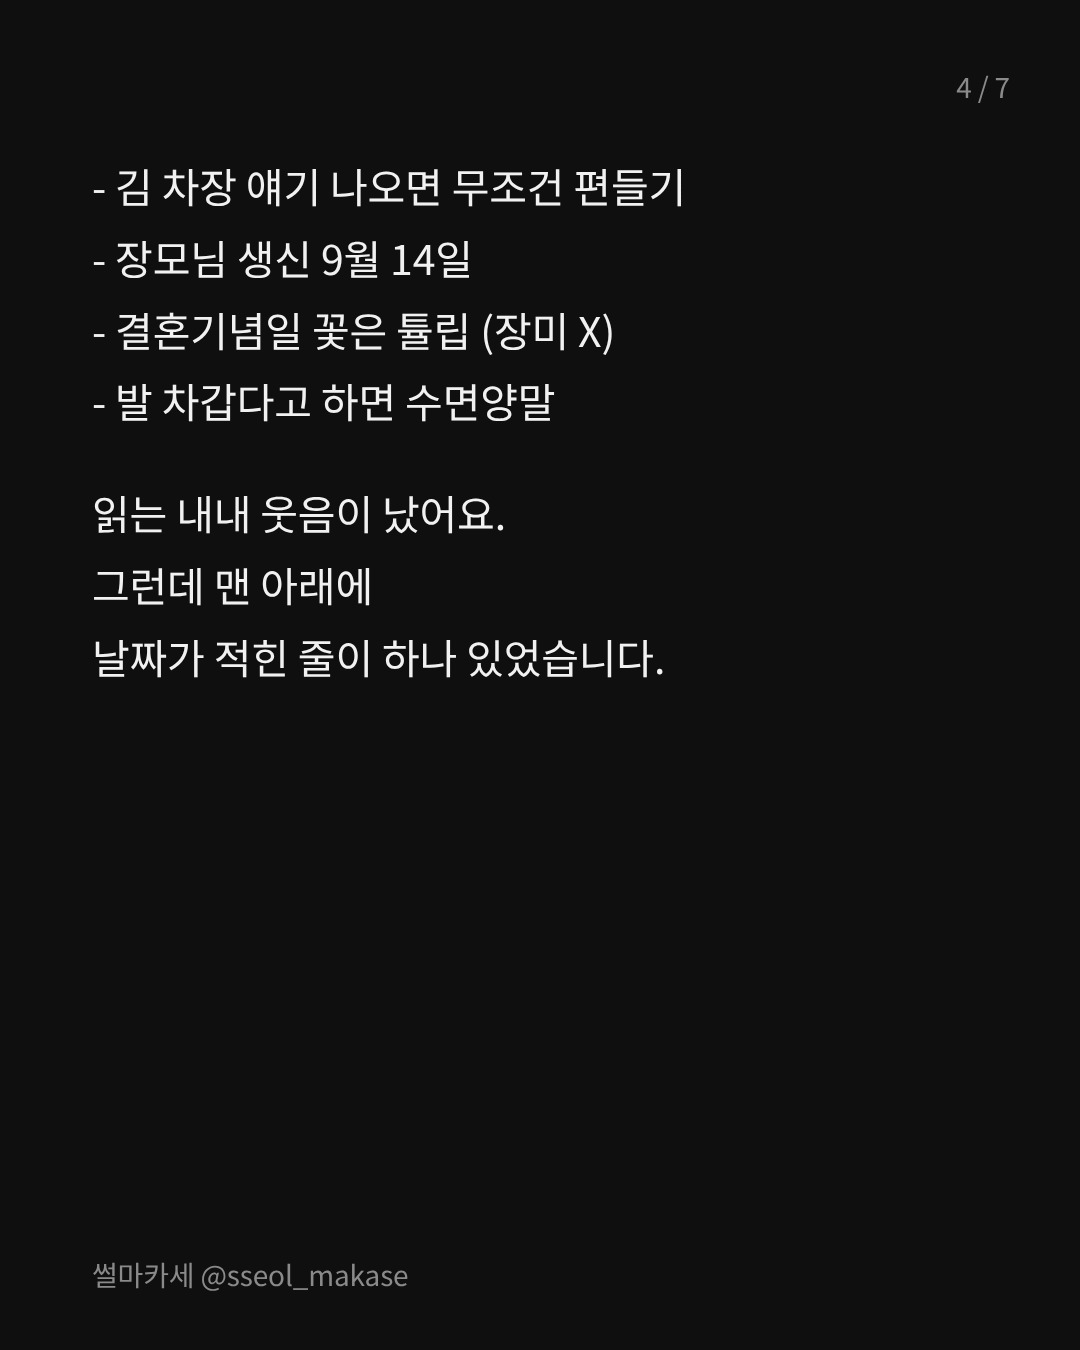 4 / 7
- 김 차장 얘기 나오면 무조건 편들기
- 장모님 생신 9월 14일
- 결혼기념일 꽃은 튤립 (장미 X)
- 발 차갑다고 하면 수면양말
읽는 내내 웃음이 났어요.
그런데 맨 아래에
날짜가 적힌 줄이 하나 있었습니다.
썰마카세 @sseol_makase